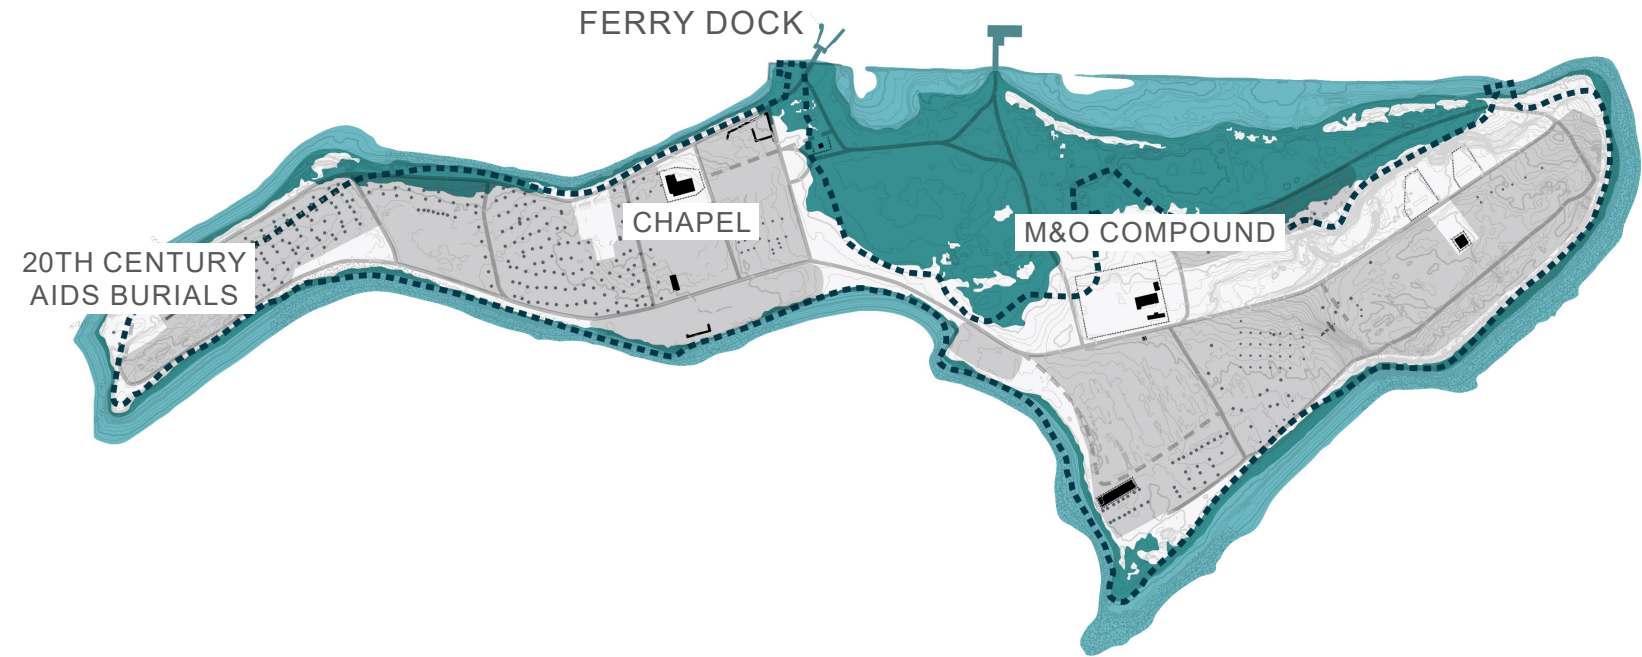 FERRY DOCK
CHAPEL
M&O COMPOUND
20TH CENTURY
AIDS BURIALS